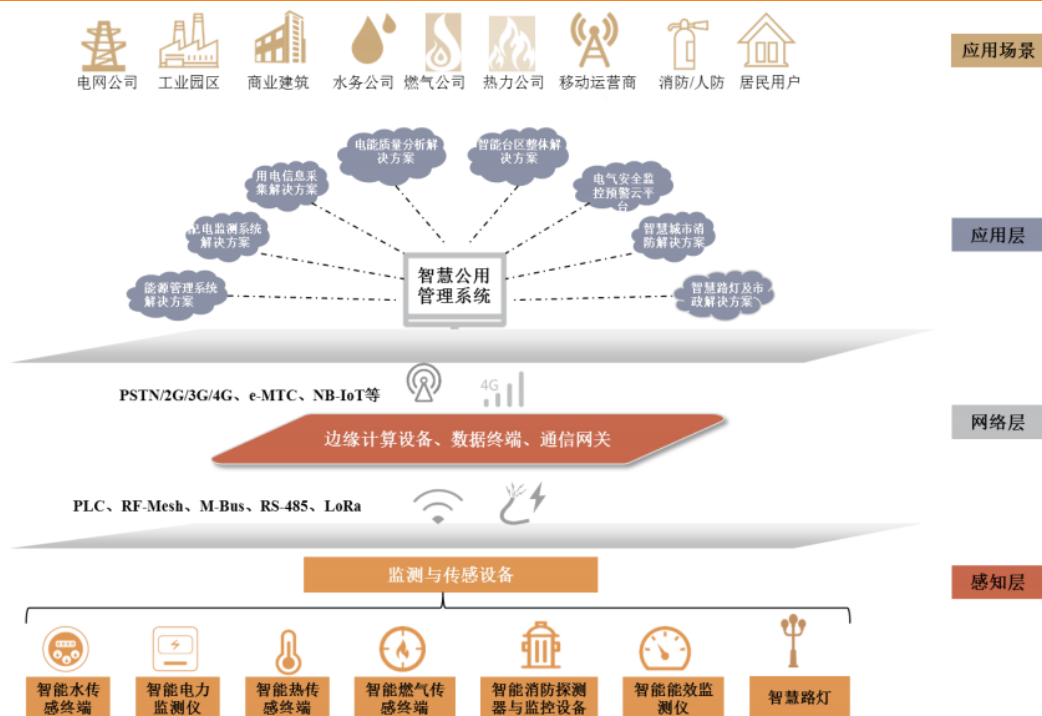 电网公司 工业园区 商业建筑 水务公司 燃气公司 热力公司 移动运营商 消防/人防 居民用户
应用场景
电能质量分析解
决方案
智能台区整体解
决方案
用电信息采
集解决方案
电气安全监
控预警云平
台
配电监测系统
解决方案
智慧城市消
防解决方案
应用层
能源管理系统
解决方案
智慧公用
管理系统
智慧路灯及市
政解决方案
PSTN/2G/3G/4G、e-MTC、NB-IoT等
4G
网络层
边缘计算设备、数据终端、通信网关
PLC、RF-Mesh、M-Bus、RS-485、LoRa
监测与传感设备
感知层
智能水传
感终端
智能电力
监测仪
智能热传
感终端
智能燃气传
感终端
智能消防探测
器与监控设备
智能能效监
测仪
智慧路灯